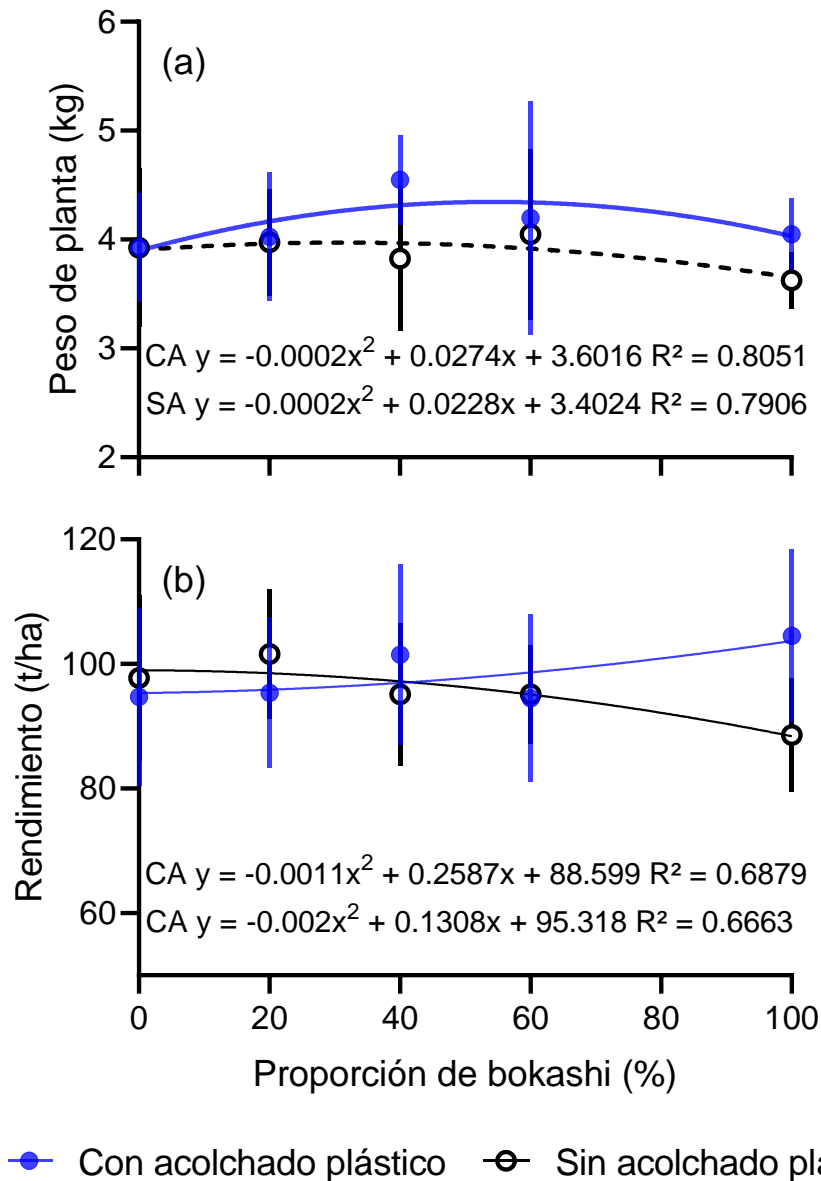 6
(a)
5
4
3
2
Peso de planta (kg)
CA y = -0.0002x² + 0.0274x + 3.6016 R² = 0.8051
SA y = -0.0002x² + 0.0228x + 3.4024 R² = 0.7906
120
(b)
100
80
60
Rendimiento (t/ha)
CA y = -0.0011x² + 0.2587x + 88.599 R² = 0.6879
CA y = -0.002x² + 0.1308x + 95.318 R² = 0.6663
0 20 40 60 80 100
Proporción de bokashi (%)
Con acolchado plástico Sin acolchado